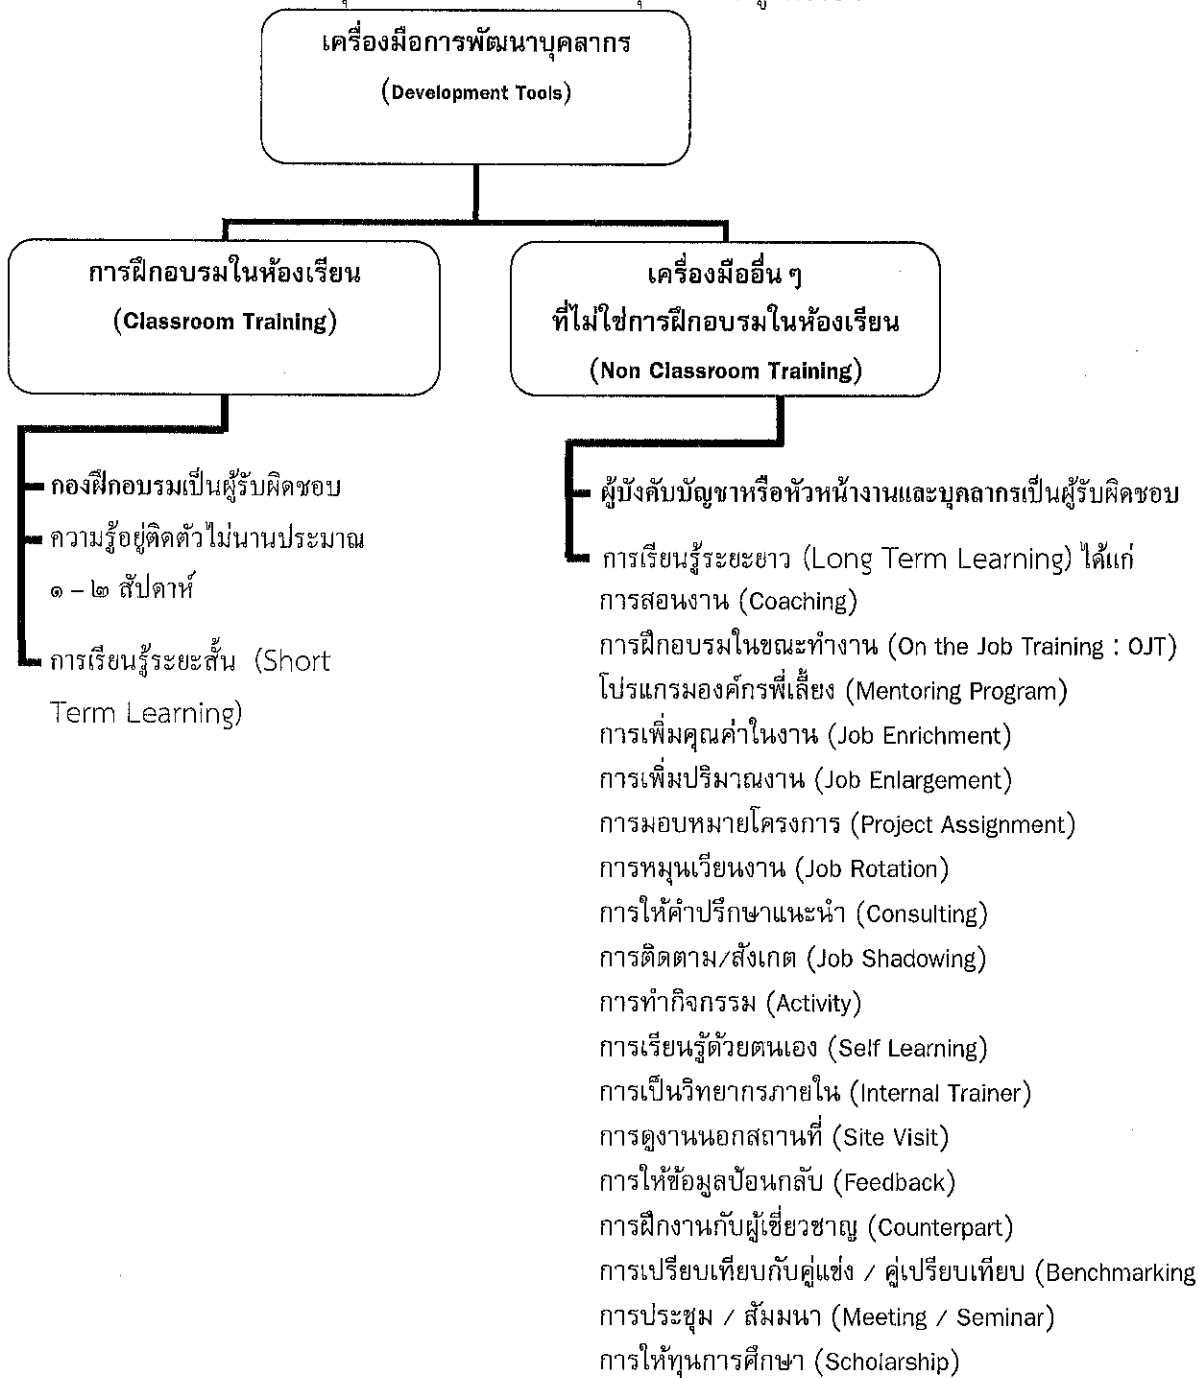 เครื่องมือการพัฒนาบุคลากร
(Development Tools)
การฝึกอบรมในห้องเรียน
(Classroom Training)
เครื่องมืออื่น ๆ
ที่ไม่ใช่การฝึกอบรมในห้องเรียน
(Non Classroom Training)
กองฝึกอบรมเป็นผู้รับผิดชอบ
ความรู้อยู่ติดตัวไม่นานประมาณ
๑ – ๒ สัปดาห์
การเรียนรู้ระยะสั้น (Short
Term Learning)
ผู้บังคับบัญชาหรือหัวหน้างานและบุคลากรเป็นผู้รับผิดชอบ
การเรียนรู้ระยะยาว (Long Term Learning) ได้แก่
การสอนงาน (Coaching)
การฝึกอบรมในขณะทำงาน (On the Job Training : OJT)
โปรแกรมองค์กรพี่เลี้ยง (Mentoring Program)
การเพิ่มคุณค่าในงาน (Job Enrichment)
การเพิ่มปริมาณงาน (Job Enlargement)
การมอบหมายโครงการ (Project Assignment)
การหมุนเวียนงาน (Job Rotation)
การให้คำปรึกษาแนะนำ (Consulting)
การติดตาม/สังเกต (Job Shadowing)
การทำกิจกรรม (Activity)
การเรียนรู้ด้วยตนเอง (Self Learning)
การเป็นวิทยากรภายใน (Internal Trainer)
การดูงานนอกสถานที่ (Site Visit)
การให้ข้อมูลป้อนกลับ (Feedback)
การฝึกงานกับผู้เชี่ยวชาญ (Counterpart)
การเปรียบเทียบกับคู่แข่ง / คู่เปรียบเทียบ (Benchmarking
การประชุม / สัมมนา (Meeting / Seminar)
การให้ทุนการศึกษา (Scholarship)